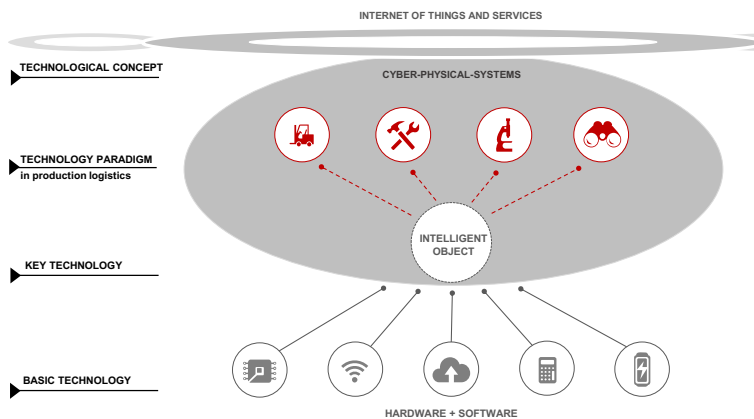 INTERNET OF THINGS AND SERVICES
TECHNOLOGICAL CONCEPT
CYBER-PHYSICAL-SYSTEMS
TECHNOLOGY PARADIGM
in production logistics
INTELLIGENT
OBJECT
KEY TECHNOLOGY
BASIC TECHNOLOGY
HARDWARE + SOFTWARE